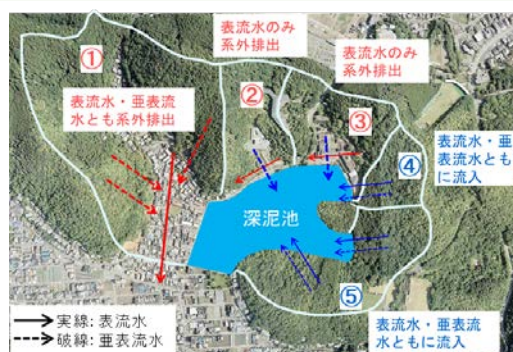 表流水のみ
系外排出
表流水のみ
系外排出
①
表流水・亜表流
水とも系外排出
②
③
④
表流水・亜
表流水とも
に流入
深泥池
⑤
表流水・亜表流
水ともに流入
実線: 表流水
破線: 亜表流水